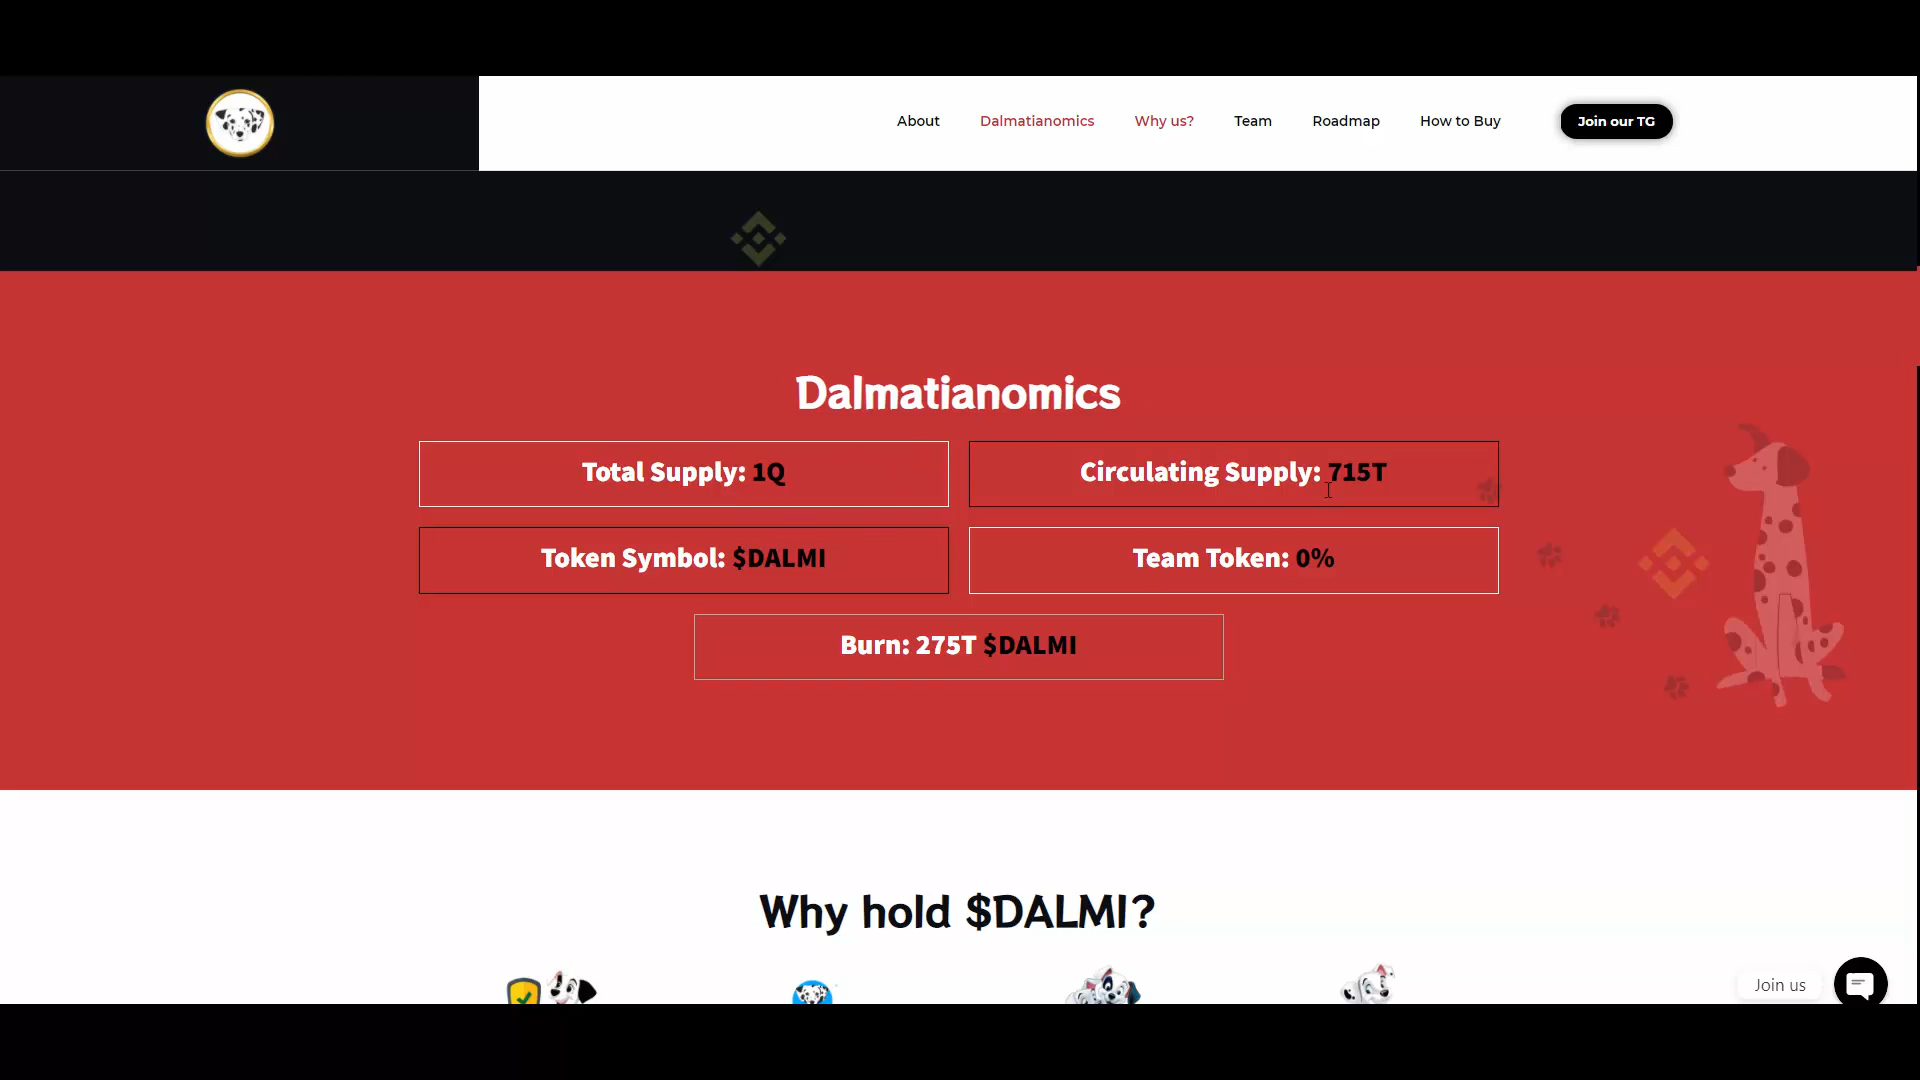 About Dalmatianomics Why us? Team Roadmap How to Buy Join our TG
Dalmatianomics
Total Supply: 1Q
Circulating Supply: 715T
Token Symbol: $DALMI
Team Token: 0%
Burn: 275T $DALMI
Why hold $DALMI?
Join us